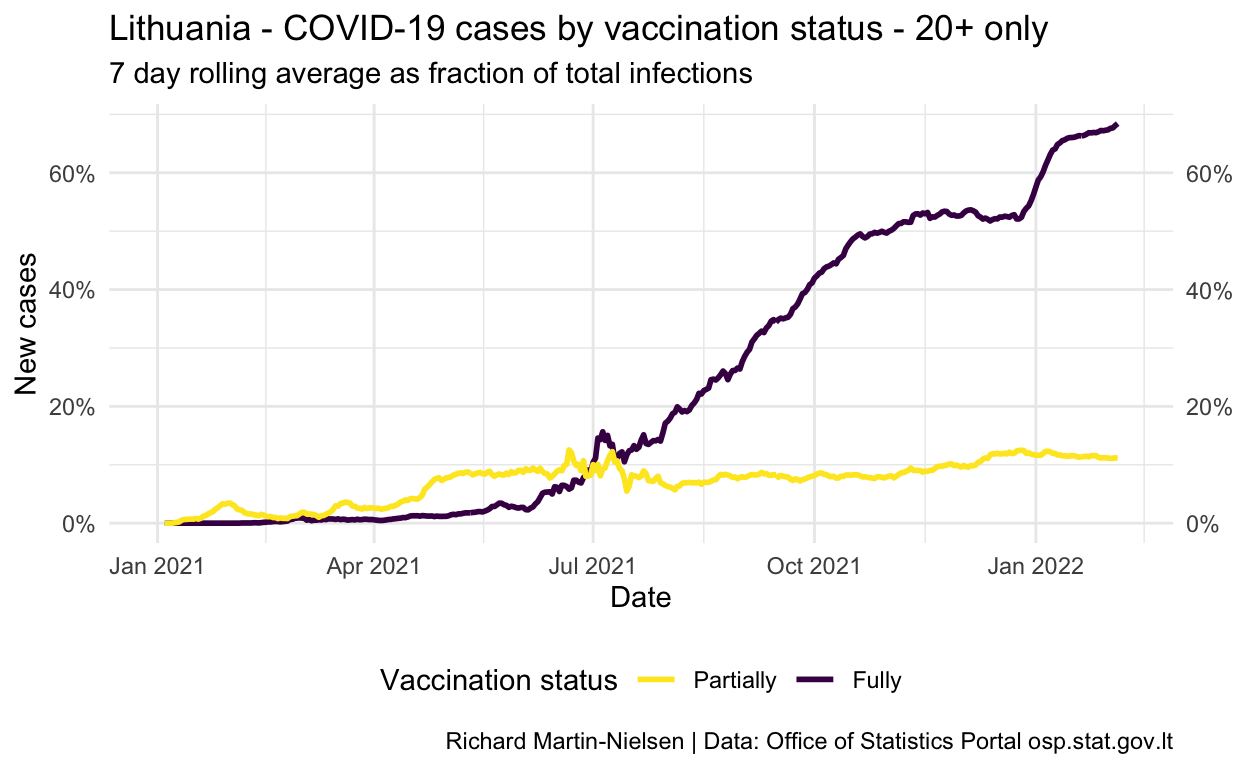 Lithuania - COVID-19 cases by vaccination status - 20+ only
7 day rolling average as fraction of total infections
New cases
60%
60%
40%
40%
20%
20%
0%
0%
Jan 2021
Apr 2021
Jul 2021
Oct 2021
Jan 2022
Date
Vaccination status
Partially
Fully
Richard Martin-Nielsen | Data: Office of Statistics Portal osp.stat.gov.lt